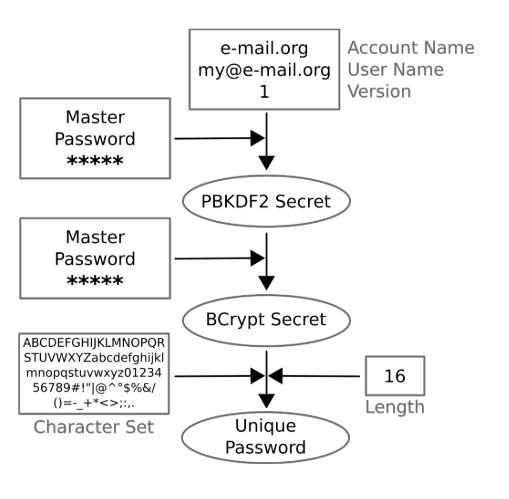 e-mail.org
my@e-mail.org
1
Account Name
User Name
Version
Master
Password
*****
PBKDF2 Secret
Master
Password
*****
BCrypt Secret
ABCDEFGHIJKLMNOPQR
STUVWXYZabcdefghijkl
mnopqstuvwxyz01234
56789#!"|@^°$%&/
()=-_+*<>;:,.
Character Set
16
Length
Unique
Password